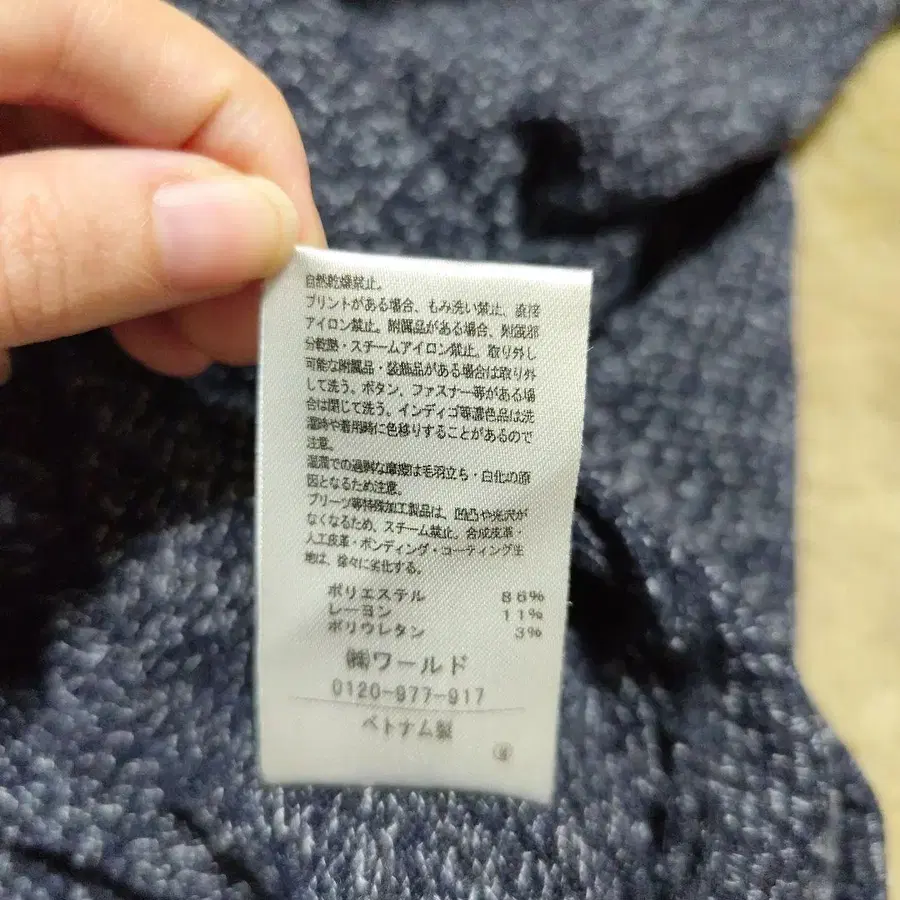 自然乾燥禁止。
プリントがある場合、もみ洗い禁止、直接
アイロン禁止。附属品がある場合、附属部
分乾熱・スチームアイロン禁止。取り外し
可能な附属品・装飾品がある場合は取り外
して洗う。ボタン、ファスナー等がある場
合は閉じて洗う。インディゴ等濃色品は洗
濯時や着用時に色移りすることがあるので
注意。
湿潤での過剰な摩擦は毛羽立ち・白化の原
因となるため注意。
プリーツ等特殊加工製品は、凹凸や光沢が
なくなるため、スチーム禁止。合成皮革・
人工皮革・ボンディング・コーティング生
地は、徐々に劣化する。
ポリエステル 86%
レーヨン 11%
ポリウレタン 3%
㈱ワールド
0120-977-917
ベトナム製